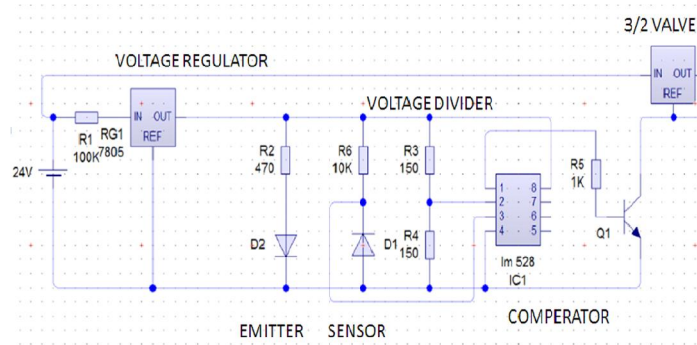 3/2 VALVE
VOLTAGE REGULATOR
IN OUT
REF
VOLTAGE DIVIDER
IN OUT
REF
R1
100K
RG1
7805
R2
470
R6
10K
R3
150
R5
1K
24V
1 8
2 7
3 6
4 5
D2
D1
R4
150
Q1
lm 528
IC1
COMPERATOR
EMITTER SENSOR